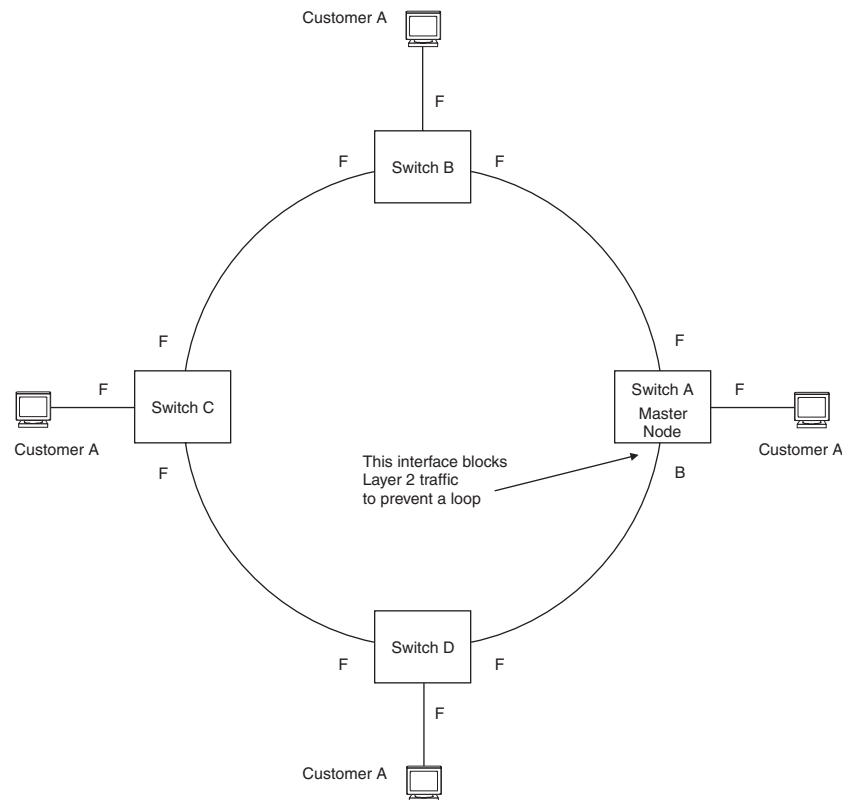 Customer A
F
F
Switch B
F
F
F
F
Switch C
Customer A
F
Switch A
Master
Node
F
Customer A
B
This interface blocks
Layer 2 traffic
to prevent a loop
F
Switch D
F
F
Customer A